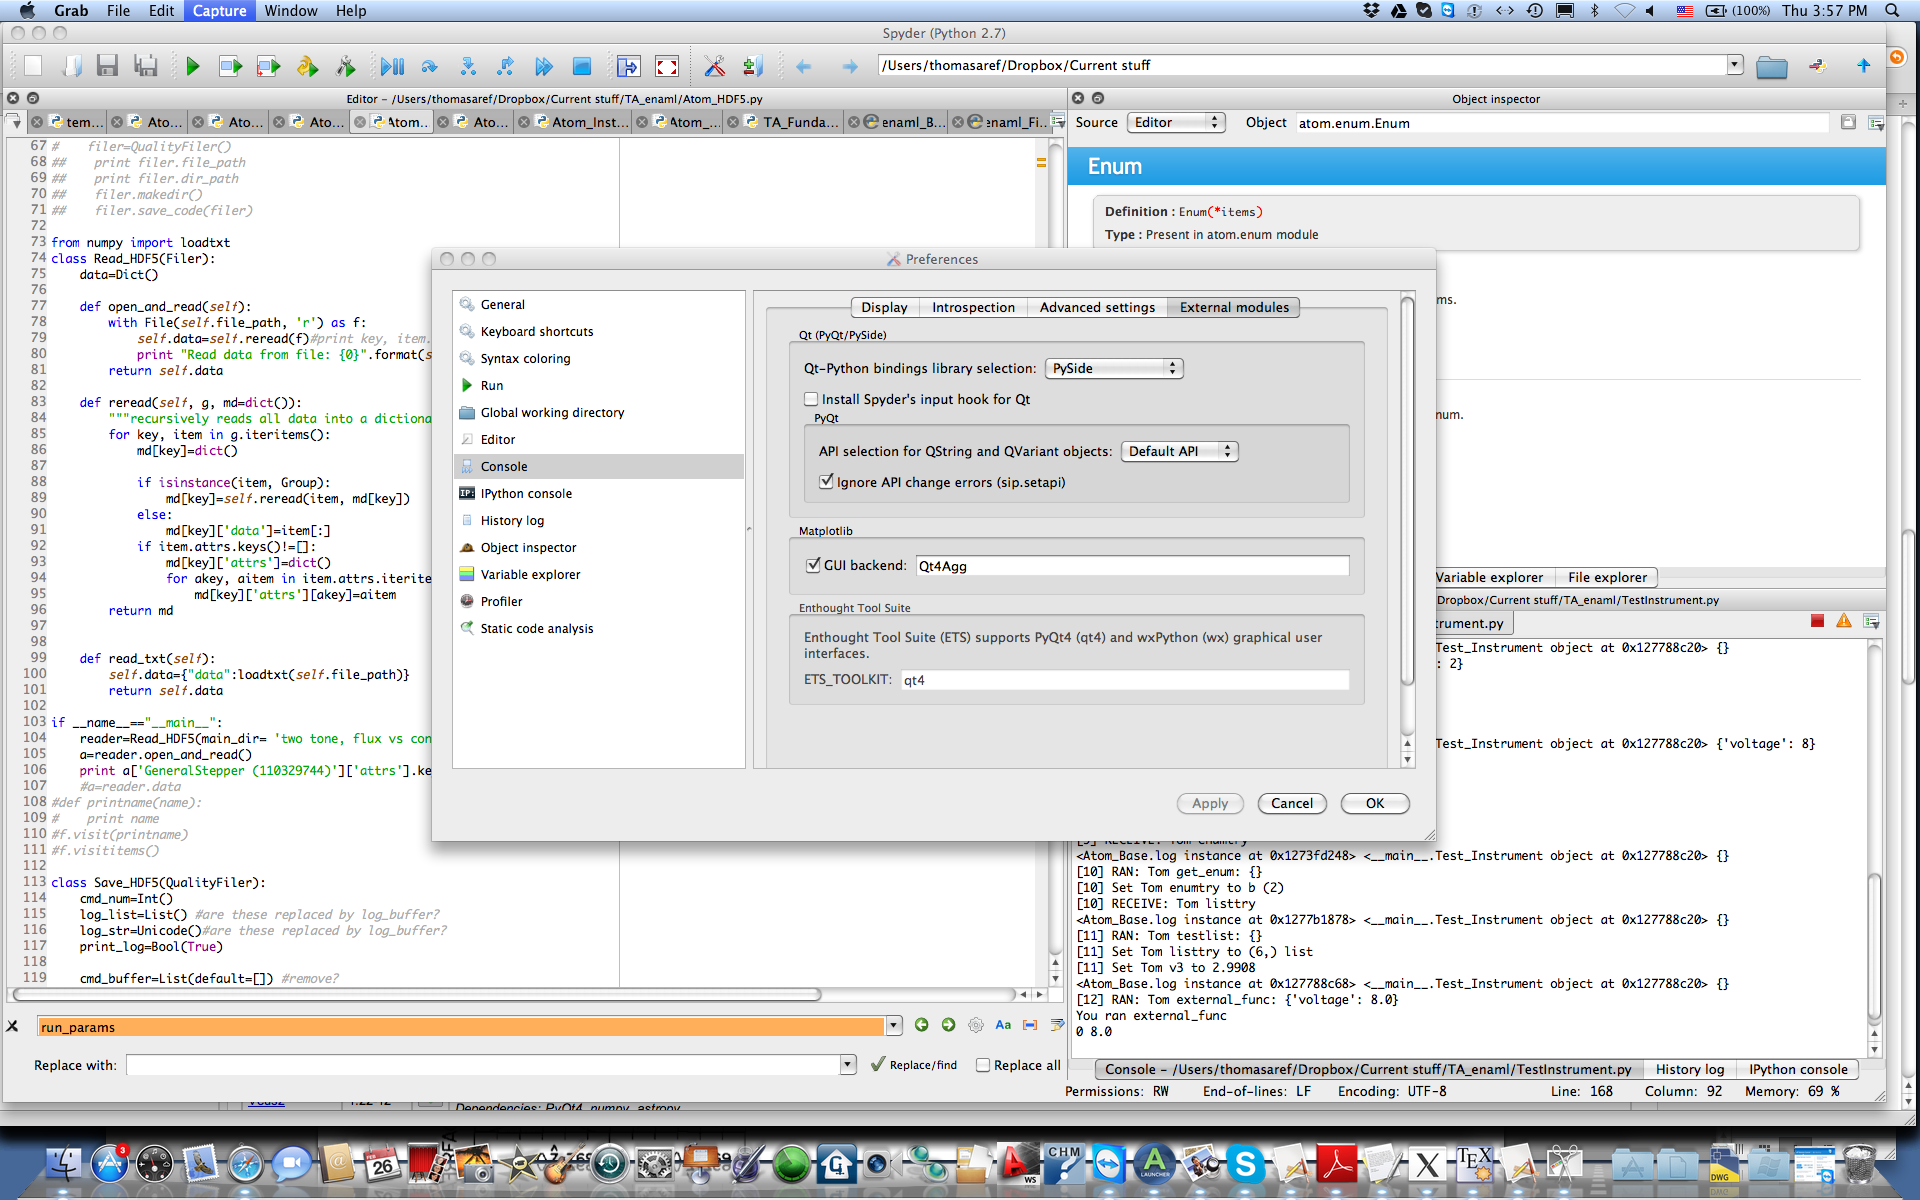 Grab File Edit Capture Window Help
(100%) Thu 3:57 PM
Spyder (Python 2.7)
/Users/thomasaref/Dropbox/Current stuff
Editor - /Users/thomasaref/Dropbox/Current stuff/TA_enaml/Atom_HDF5.py
tem... Ato... Ato... Ato... Atom... Ato... Atom_Inst... Atom_... TA_Funda... enaml_B... enaml_Fi...
67 #    filer=QualityFiler()
68 ##    print filer.file_path
69 ##    print filer.dir_path
70 ##    filer.makedir()
71 ##    filer.save_code(filer)
72
73 from numpy import loadtxt
74 class Read_HDF5(Filer):
75     data=Dict()
76
77     def open_and_read(self):
78         with File(self.file_path, 'r') as f:
79             self.data=self.reread(f)#print key, item.
80             print "Read data from file: {0}".format(s
81         return self.data
82
83     def reread(self, g, md=dict()):
84         """recursively reads all data into a dictiona
85         for key, item in g.iteritems():
86             md[key]=dict()
87
88             if isinstance(item, Group):
89                 md[key]=self.reread(item, md[key])
90             else:
91                 md[key]['data']=item[:]
92             if item.attrs.keys()!=[]:
93                 md[key]['attrs']=dict()
94                 for akey, aitem in item.attrs.iterite
95                     md[key]['attrs'][akey]=aitem
96         return md
97
98
99     def read_txt(self):
100         self.data={"data":loadtxt(self.file_path)}
101         return self.data
102
103 if __name__=="__main__":
104     reader=Read_HDF5(main_dir= 'two tone, flux vs con
105     a=reader.open_and_read()
106     print a['GeneralStepper (110329744)']['attrs'].ke
107     #a=reader.data
108 #def printname(name):
109 #    print name
110 #f.visit(printname)
111 #f.visititems()
112
113 class Save_HDF5(QualityFiler):
114     cmd_num=Int()
115     log_list=List() #are these replaced by log_buffer?
116     log_str=Unicode()#are these replaced by log_buffer?
117     print_log=Bool(True)
118
119     cmd_buffer=List(default=[]) #remove?
run_params
Aa
Replace with:
Replace/find
Replace all
Object inspector
Source Editor Object atom.enum.Enum
Enum
Definition : Enum(*items)
Type : Present in atom.enum module
ms.
num.
Preferences
General
Keyboard shortcuts
Syntax coloring
Run
Global working directory
Editor
Console
IPython console
History log
Object inspector
Variable explorer
Profiler
Static code analysis
Display Introspection Advanced settings External modules
Qt (PyQt/PySide)
Qt-Python bindings library selection: PySide
Install Spyder's input hook for Qt
PyQt
API selection for QString and QVariant objects: Default API
Ignore API change errors (sip.setapi)
Matplotlib
GUI backend: Qt4Agg
Enthought Tool Suite
Enthought Tool Suite (ETS) supports PyQt4 (qt4) and wxPython (wx) graphical user
interfaces.
ETS_TOOLKIT: qt4
Apply Cancel OK
Variable explorer File explorer
Dropbox/Current stuff/TA_enaml/TestInstrument.py
trument.py
Test_Instrument object at 0x127788c20> {}
: 2}
Test_Instrument object at 0x127788c20> {'voltage': 8}
<Atom_Base.log instance at 0x1273fd248> <__main__.Test_Instrument object at 0x127788c20> {}
[10] RAN: Tom get_enum: {}
[10] Set Tom enumtry to b (2)
[10] RECEIVE: Tom listtry
<Atom_Base.log instance at 0x1277b1878> <__main__.Test_Instrument object at 0x127788c20> {}
[11] RAN: Tom testlist: {}
[11] Set Tom listtry to (6,) list
[11] Set Tom v3 to 2.9908
<Atom_Base.log instance at 0x127788c68> <__main__.Test_Instrument object at 0x127788c20> {}
[12] RAN: Tom external_func: {'voltage': 8.0}
You ran external_func
0 8.0
Console - /Users/thomasaref/Dropbox/Current stuff/TA_enaml/TestInstrument.py History log IPython console
Permissions: RW End-of-lines: LF Encoding: UTF-8 Line: 168 Column: 92 Memory: 69 %
Dependencies: PyQt4, numpy, astropy
3
FEB
26
WS
CHM
LAUNCHER
TEX
DWG